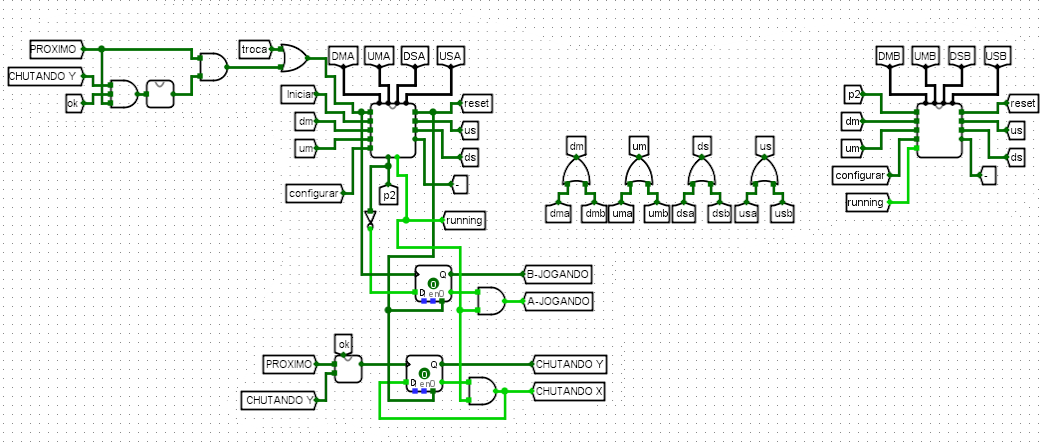 PROXIMO
CHUTANDO Y
ok
troca
DMA
UMA
DSA
USA
Iniciar
dm
um
configurar
reset
us
ds
-
p2
running
dm
um
ds
us
dma
dmb
uma
umb
dsa
dsb
usa
usb
DMB
UMB
DSB
USB
p2
dm
um
configurar
running
reset
us
ds
-
Q
D
en0
0
B-JOGANDO
A-JOGANDO
ok
PROXIMO
CHUTANDO Y
Q
D
en0
0
CHUTANDO Y
CHUTANDO X